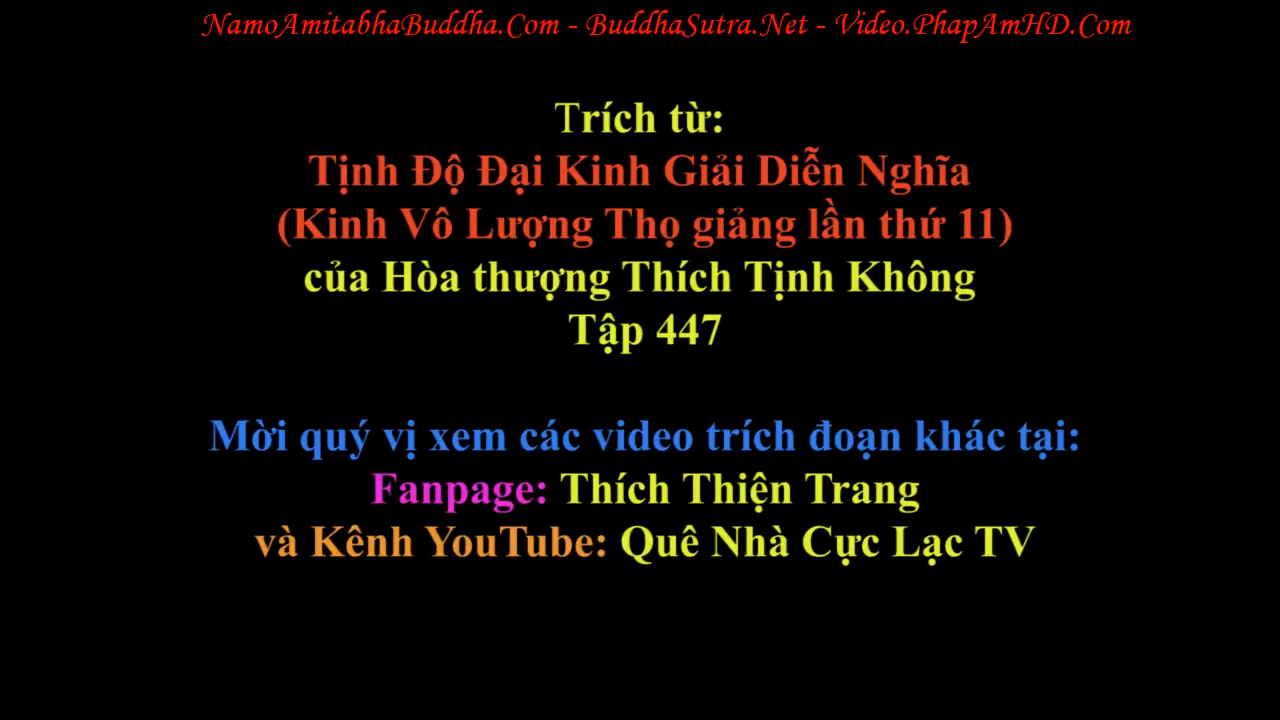 NamoAmitabhaBuddha.Com - BuddhaSutra.Net - Video.PhapAmHD.Com
Trích từ:
Tịnh Độ Đại Kinh Giải Diễn Nghĩa
(Kinh Vô Lượng Thọ giảng lần thứ 11)
của Hòa thượng Thích Tịnh Không
Tập 447
Mời quý vị xem các video trích đoạn khác tại:
Fanpage: Thích Thiện Trang
và Kênh YouTube: Quê Nhà Cực Lạc TV